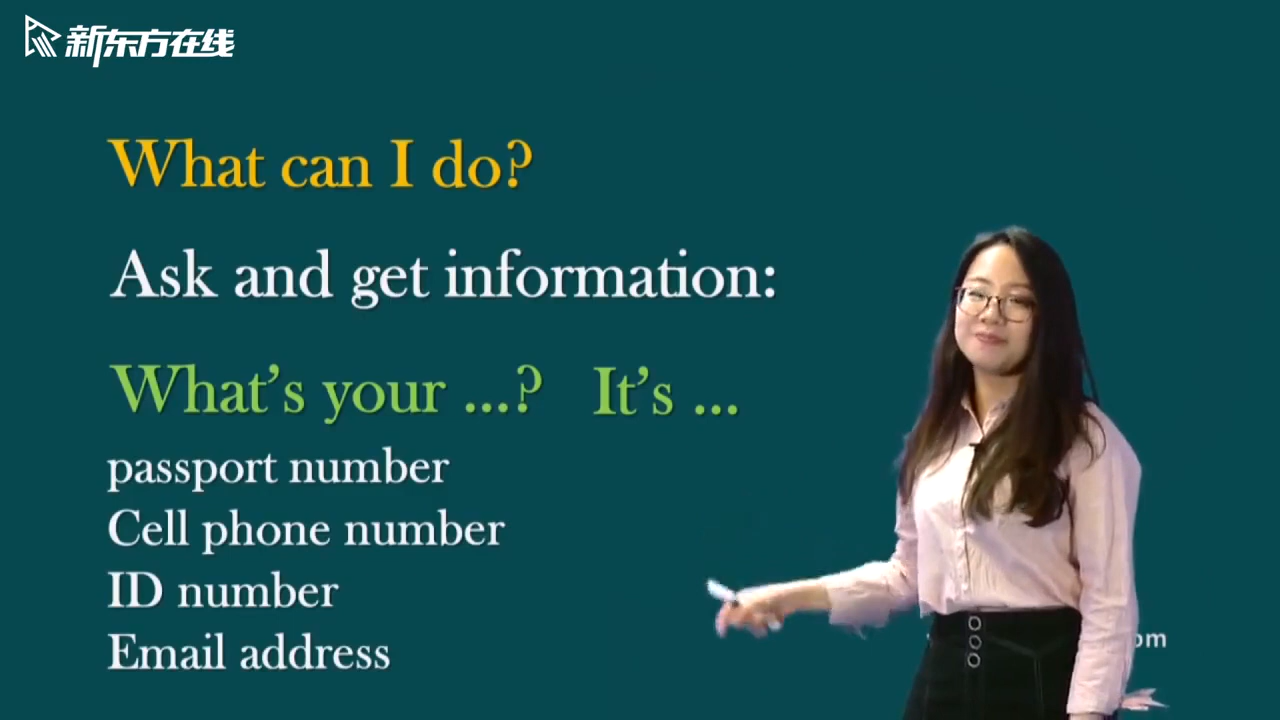 新东方在线
What can I do?
Ask and get information:
What's your ...? It's ...
passport number
Cell phone number
ID number
Email address
om